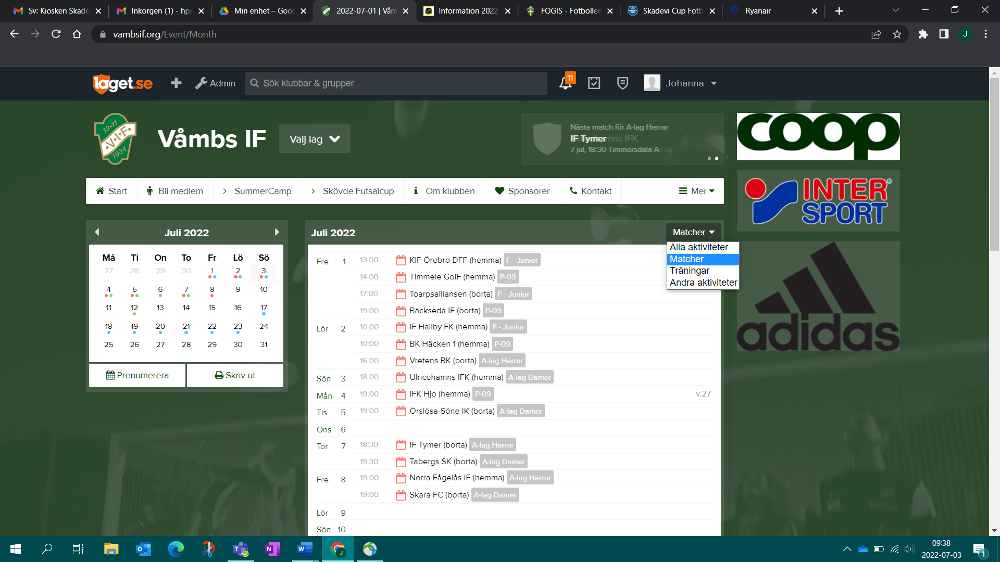 Sv: Kiosken Skade
Inkorgen (1) - hps
Min enhet – Goog
2022-07-01 | Våm
Information 2022
FOGIS - Fotbollen
Skadevi Cup Fotb
Ryanair
vambsif.org/Event/Month
J
laget.se
Admin
Sök klubbar & grupper
11
Johanna
13-11
V.I.F
1934
Våmbs IF
Välj lag
Nästa match för A-lag Herrar
IF Tymer
7 jul, 18:30 Timmersdala
coop
INTER
SPORT
adidas
Start
Bli medlem
SummerCamp
Skövde Futsalcup
Om klubben
Sponsorer
Kontakt
Mer
Juli 2022
Må Ti On To Fr Lö Sö
27 28 29 30 1 2 3
4 5 6 7 8 9 10
11 12 13 14 15 16 17
18 19 20 21 22 23 24
25 26 27 28 29 30 31
Prenumerera
Skriv ut
Juli 2022
Matcher
Alla aktiviteter
Matcher
Träningar
Andra aktiviteter
Fre 1 13:00 KIF Örebro DFF (hemma) F - Junior
14:00 Timmele GoIF (hemma) P-09
17:00 Toarpsalliansen (borta) F - Junior
19:00 Bäckseda IF (borta) P-09
Lör 2 10:00 IF Hallby FK (hemma) F - Junior
10:00 BK Häcken 1 (hemma) P-09
16:00 Vretens BK (borta) A-lag Herrar
Sön 3 18:00 Ulricehamns IFK (hemma) A-lag Damer
Mån 4 19:00 IFK Hjo (hemma) P-09 v.27
Tis 5 19:00 Örslösa-Söne IK (borta) A-lag Damer
Ons 6
Tor 7 18:30 IF Tymer (borta) A-lag Herrar
19:30 Tabergs SK (borta) A-lag Damer
Fre 8 19:00 Norra Fågelås IF (hemma) A-lag Herrar
19:00 Skara FC (borta) A-lag Damer
Lör 9
Sön 10
09:38
2022-07-03
1